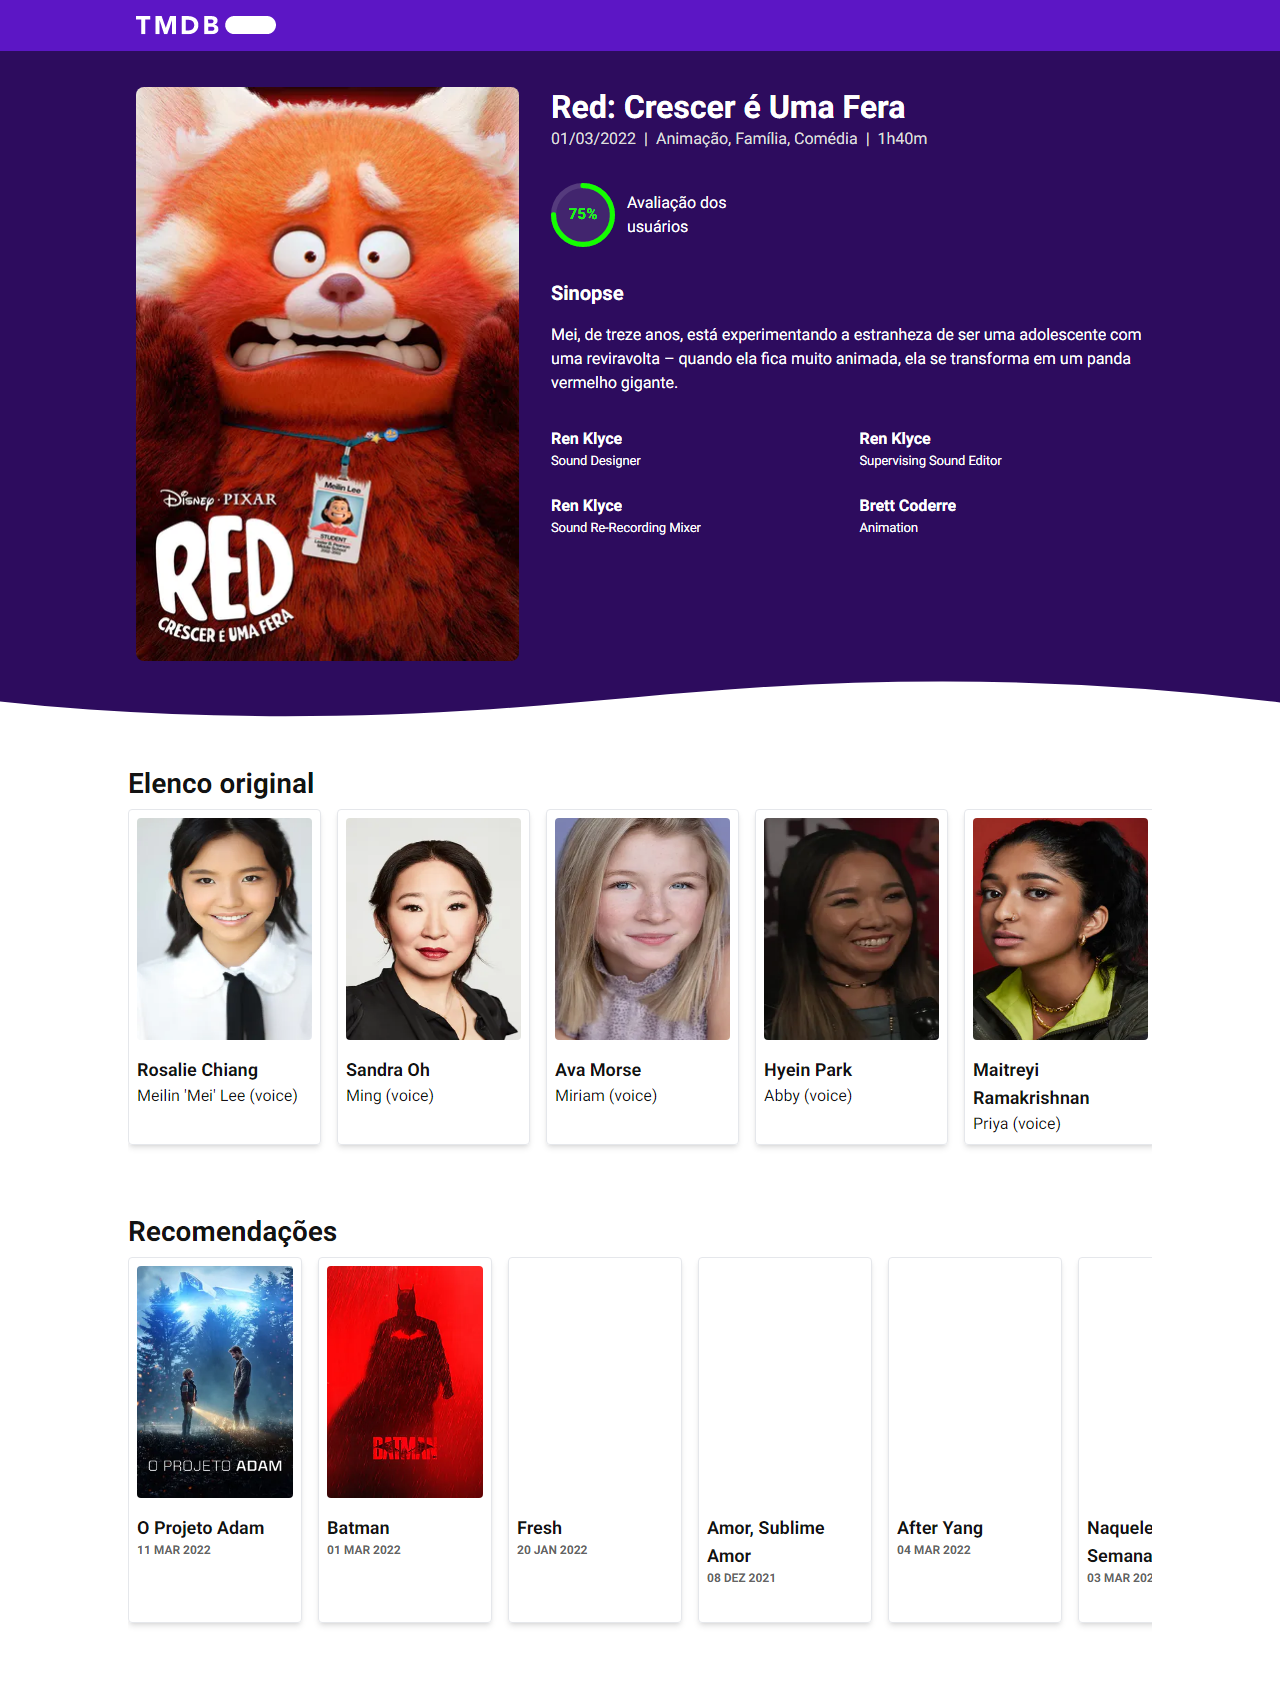 TMDB
Red: Crescer é Uma Fera
01/03/2022 | Animação, Família, Comédia | 1h40m
75%
Avaliação dos
usuários
Sinopse
Mei, de treze anos, está experimentando a estranheza de ser uma adolescente com
uma reviravolta – quando ela fica muito animada, ela se transforma em um panda
vermelho gigante.
Ren Klyce
Sound Designer
Ren Klyce
Supervising Sound Editor
Ren Klyce
Sound Re-Recording Mixer
Brett Coderre
Animation
Meilin Lee
STUDENT
DISNEY · PIXAR
RED
CRESCER É UMA FERA
Elenco original
Rosalie Chiang
Meilin 'Mei' Lee (voice)
Sandra Oh
Ming (voice)
Ava Morse
Miriam (voice)
Hyein Park
Abby (voice)
Maitreyi
Ramakrishnan
Priya (voice)
Recomendações
O PROJETO ADAM
BATMAN
O Projeto Adam
11 MAR 2022
Batman
01 MAR 2022
Fresh
20 JAN 2022
Amor, Sublime
Amor
08 DEZ 2021
After Yang
04 MAR 2022
Naquele
Semana
03 MAR 202